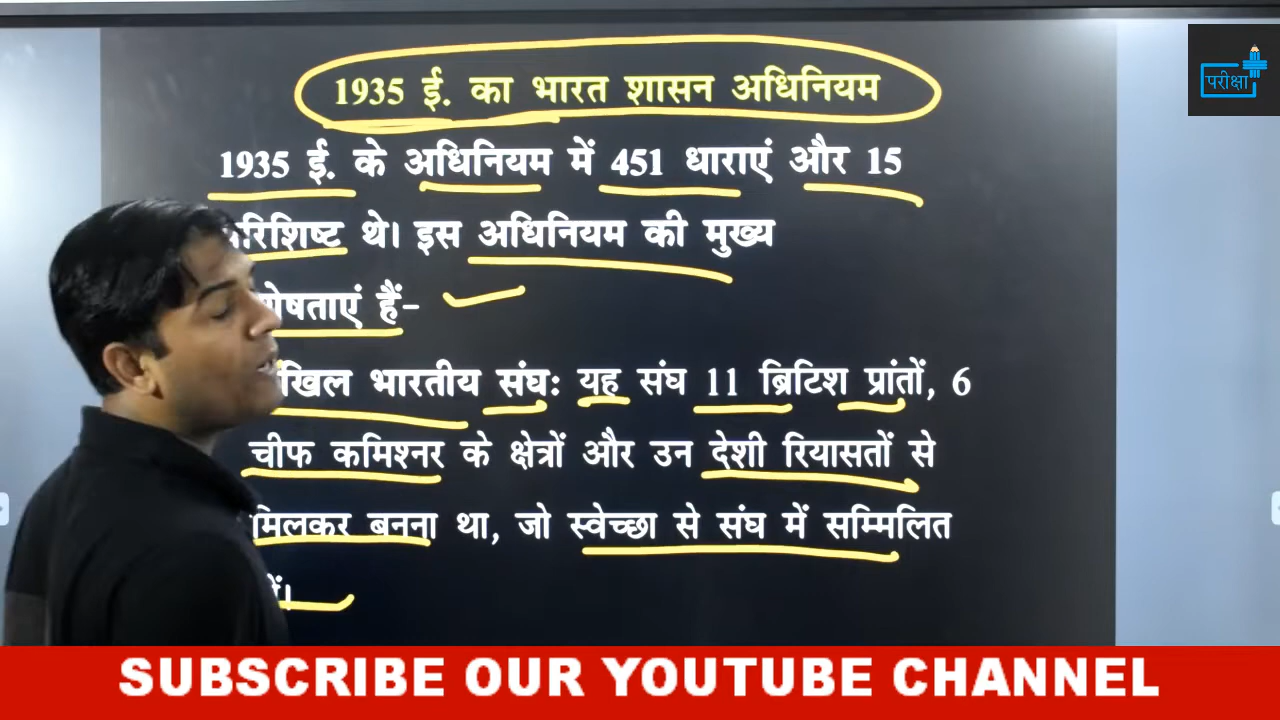 परीक्षा
1935 ई. का भारत शासन अधिनियम
1935 ई. के अधिनियम में 451 धाराएं और 15
थे। इस अधिनियम की मुख्य
हैं-
भारतीय संघः यह संघ 11 ब्रिटिश प्रांतों, 6
चीफ कमिश्नर के क्षेत्रों और उन देशी रियासतों से
मिलकर बनना था, जो स्वेच्छा से संघ में सम्मिलित
SUBSCRIBE OUR YOUTUBE CHANNEL